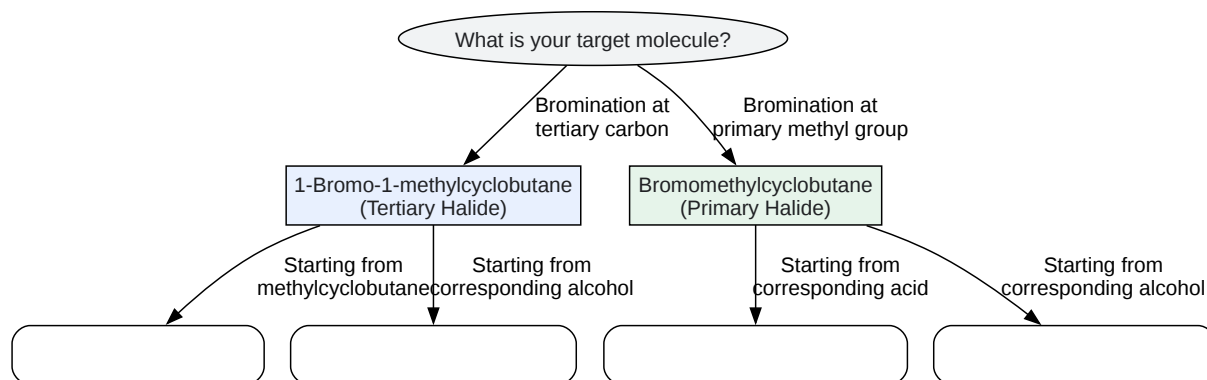 What is your target molecule?
Bromination at
tertiary carbon
Bromination at
primary methyl group
1-Bromo-1-methylcyclobutane
(Tertiary Halide)
Bromomethylcyclobutane
(Primary Halide)
Starting from
methylcyclobutane
Starting from
corresponding alcohol
Starting from
corresponding acid
Starting from
corresponding alcohol